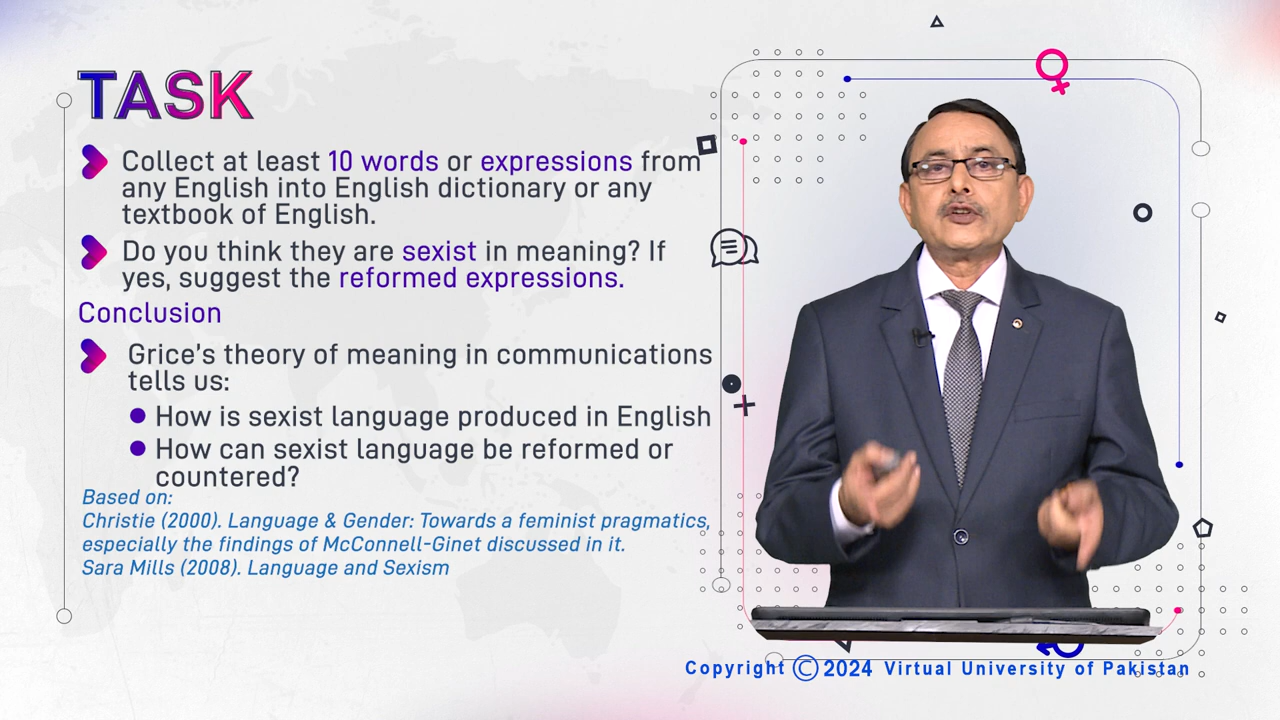 TASK
Collect at least 10 words or expressions from
any English into English dictionary or any
textbook of English.
Do you think they are sexist in meaning? If
yes, suggest the reformed expressions.
Conclusion
Grice's theory of meaning in communications
tells us:
How is sexist language produced in English
How can sexist language be reformed or
countered?
Based on:
Christie (2000). Language & Gender: Towards a feminist pragmatics,
especially the findings of McConnell-Ginet discussed in it.
Sara Mills (2008). Language and Sexism
Copyright © 2024 Virtual University of Pakistan